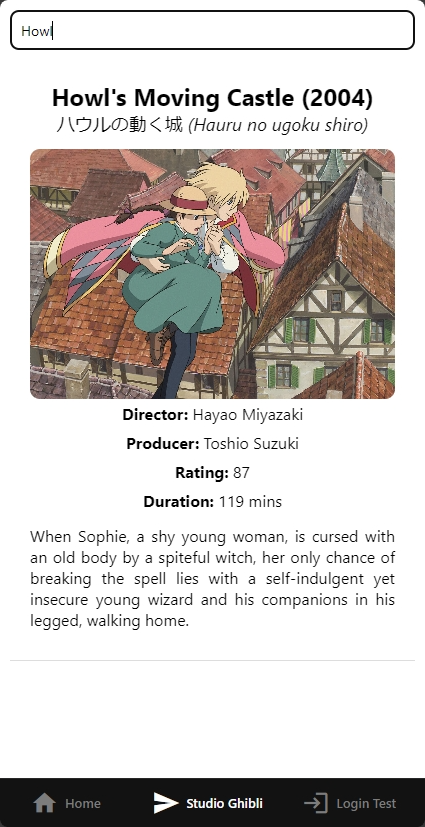 Howl
Howl's Moving Castle (2004)
ハウルの動く城 (Hauru no ugoku shiro)
Director: Hayao Miyazaki
Producer: Toshio Suzuki
Rating: 87
Duration: 119 mins
When Sophie, a shy young woman, is cursed with
an old body by a spiteful witch, her only chance of
breaking the spell lies with a self-indulgent yet
insecure young wizard and his companions in his
legged, walking home.
Home
Studio Ghibli
Login Test